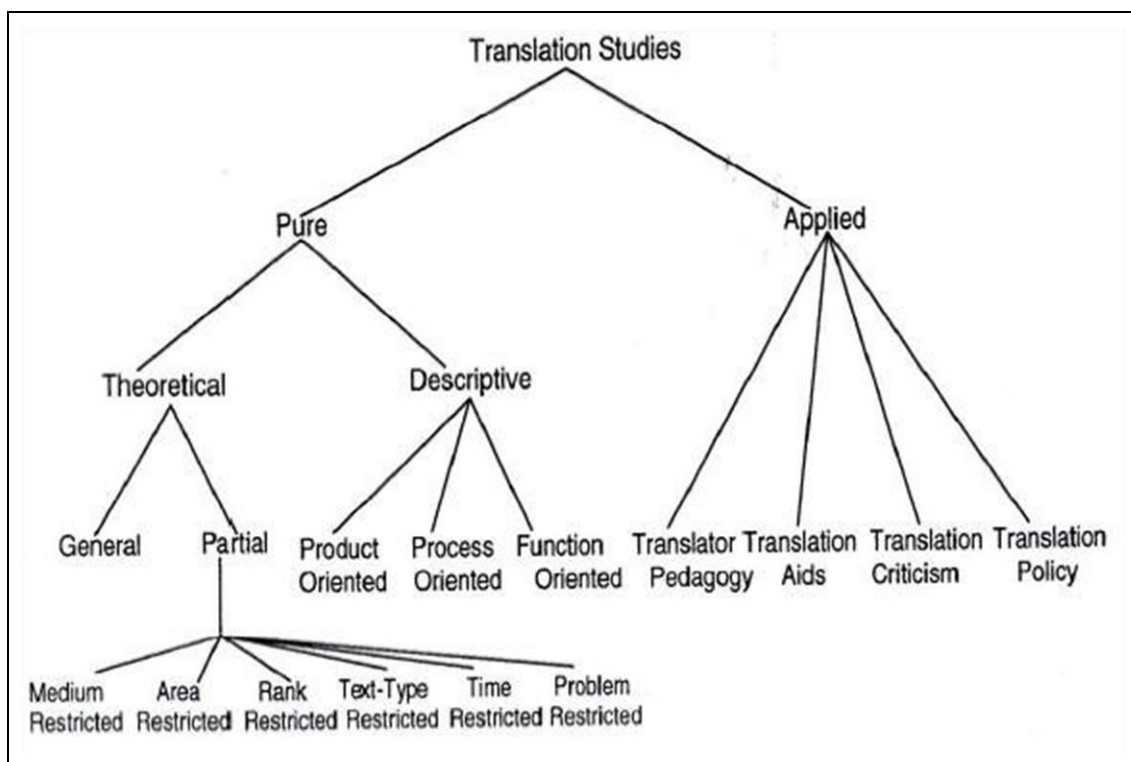 Translation Studies
Pure
Applied
Theoretical
Descriptive
General
Partial
Product
Oriented
Process
Oriented
Function
Oriented
Translator
Pedagogy
Translation
Aids
Translation
Criticism
Translation
Policy
Medium
Restricted
Area
Restricted
Rank
Restricted
Text-Type
Restricted
Time
Restricted
Problem
Restricted